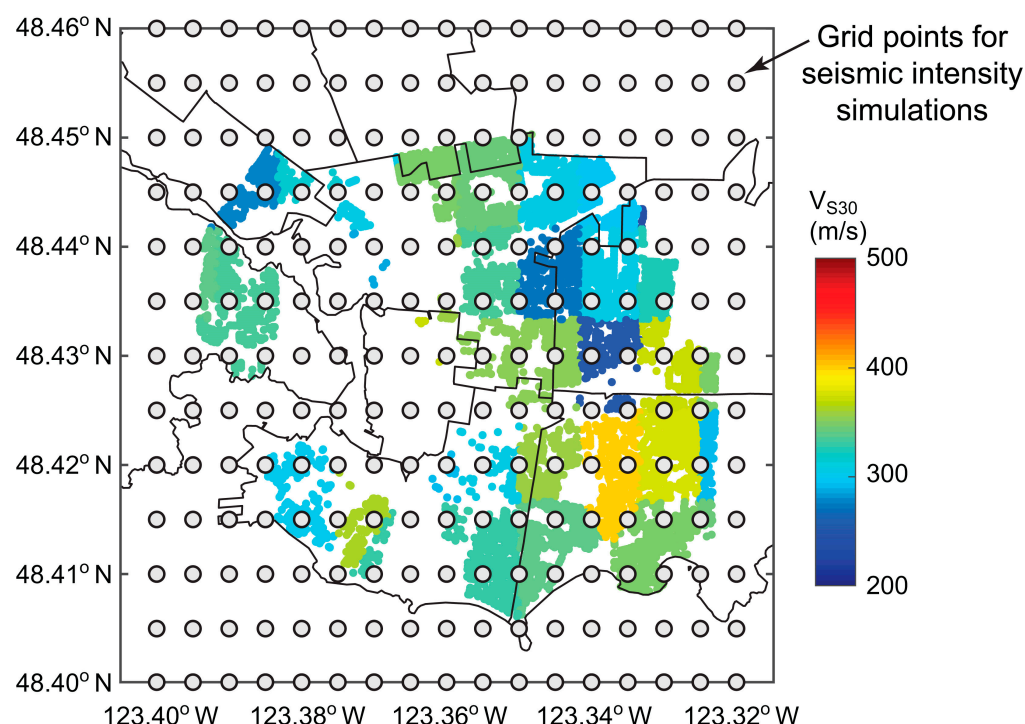 48.46° N
48.45° N
48.44° N
48.43° N
48.42° N
48.41° N
48.40° N
123.40° W
123.38° W
123.36° W
123.34° W
123.32° W
Grid points for
seismic intensity
simulations
VS30
(m/s)
500
400
300
200